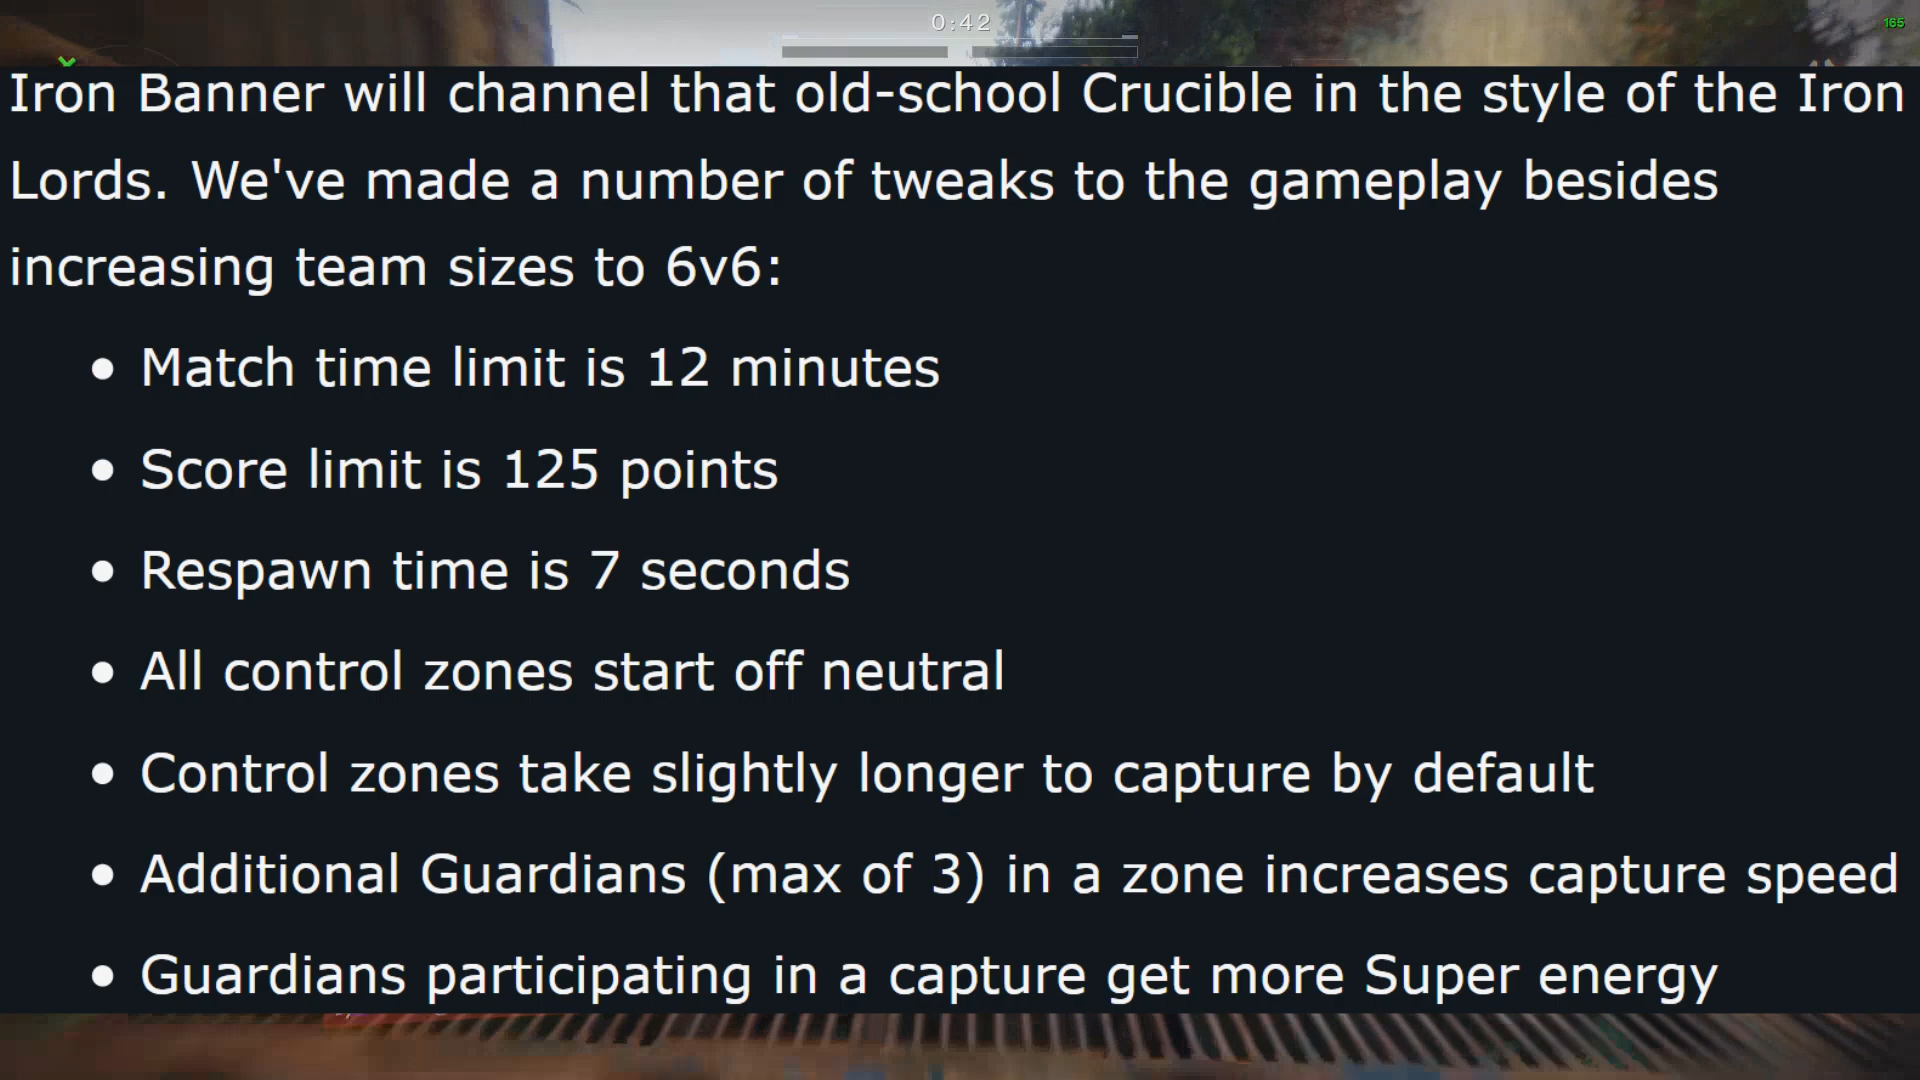 0:42
165
Iron Banner will channel that old-school Crucible in the style of the Iron
Lords. We've made a number of tweaks to the gameplay besides
increasing team sizes to 6v6:
• Match time limit is 12 minutes
• Score limit is 125 points
• Respawn time is 7 seconds
• All control zones start off neutral
• Control zones take slightly longer to capture by default
• Additional Guardians (max of 3) in a zone increases capture speed
• Guardians participating in a capture get more Super energy